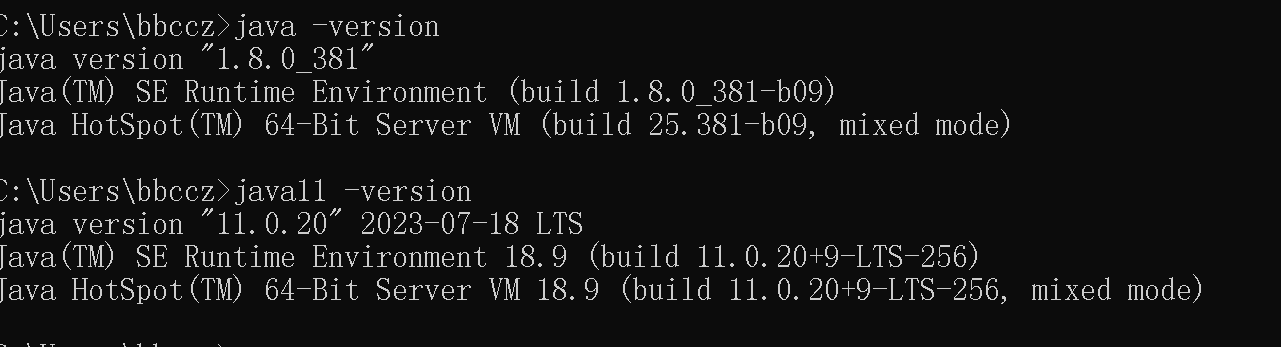 C:\Users\bbccz>java -version
java version "1.8.0_381"
Java(TM) SE Runtime Environment (build 1.8.0_381-b09)
Java HotSpot(TM) 64-Bit Server VM (build 25.381-b09, mixed mode)
C:\Users\bbccz>java11 -version
java version "11.0.20" 2023-07-18 LTS
Java(TM) SE Runtime Environment 18.9 (build 11.0.20+9-LTS-256)
Java HotSpot(TM) 64-Bit Server VM 18.9 (build 11.0.20+9-LTS-256, mixed mode)